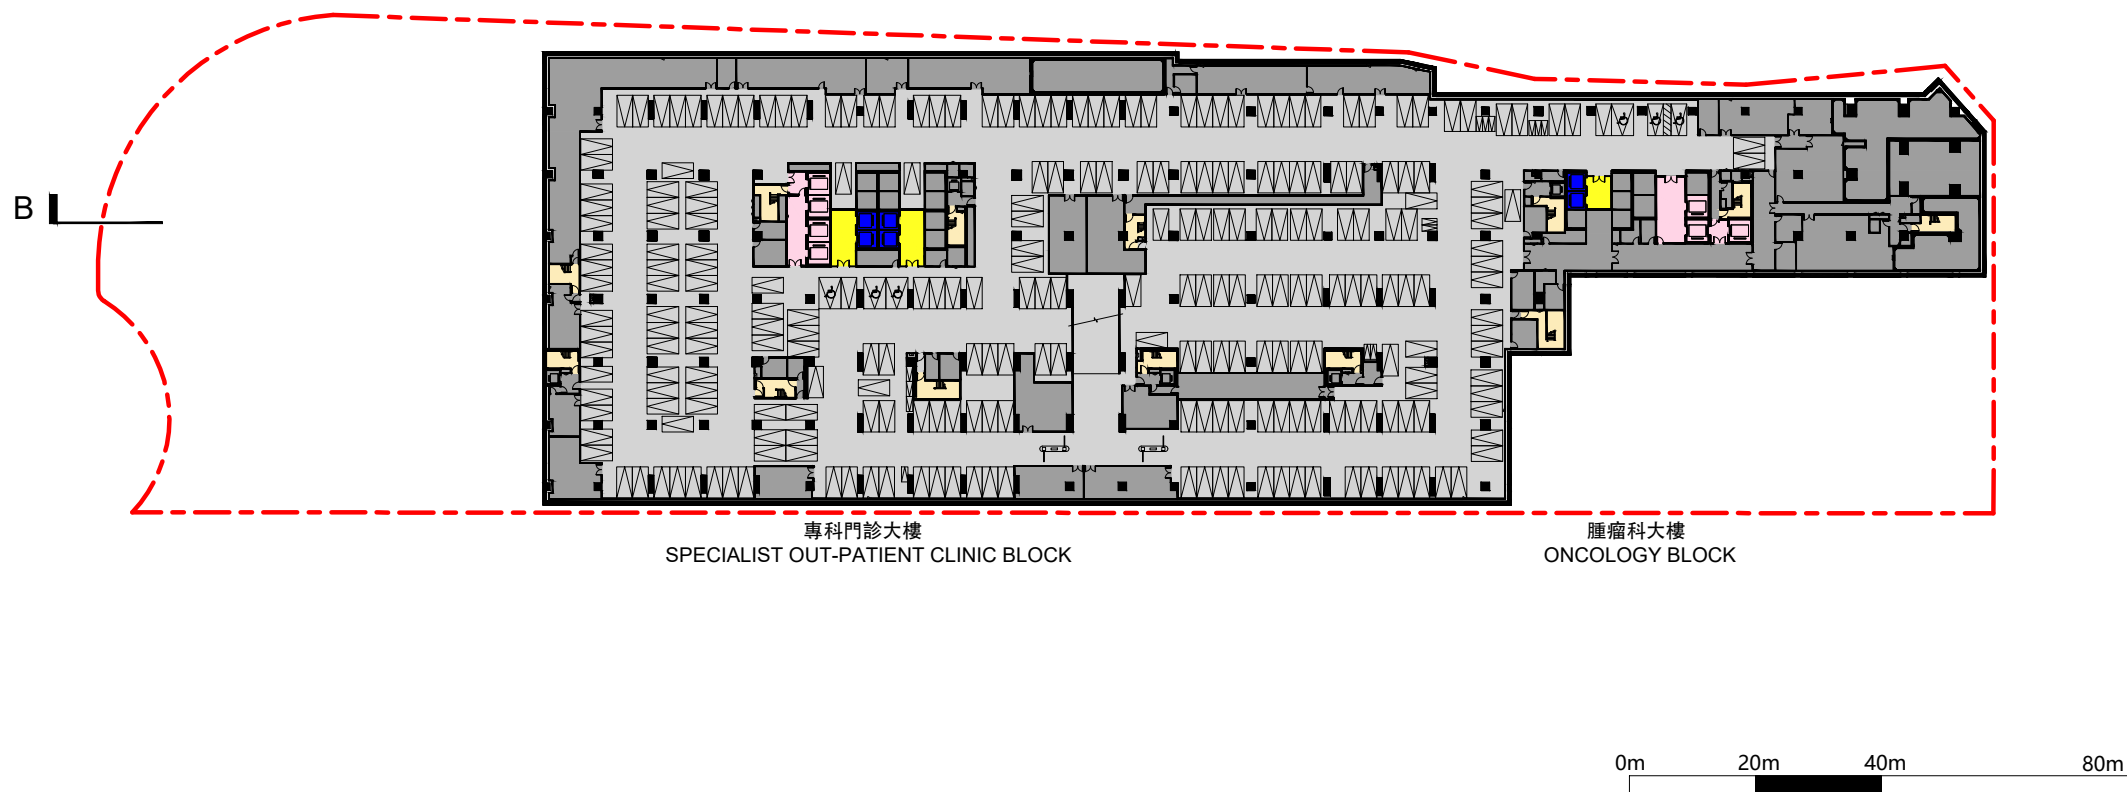 B
專科門診大樓
SPECIALIST OUT-PATIENT CLINIC BLOCK
腫瘤科大樓
ONCOLOGY BLOCK
0m 20m 40m 80m